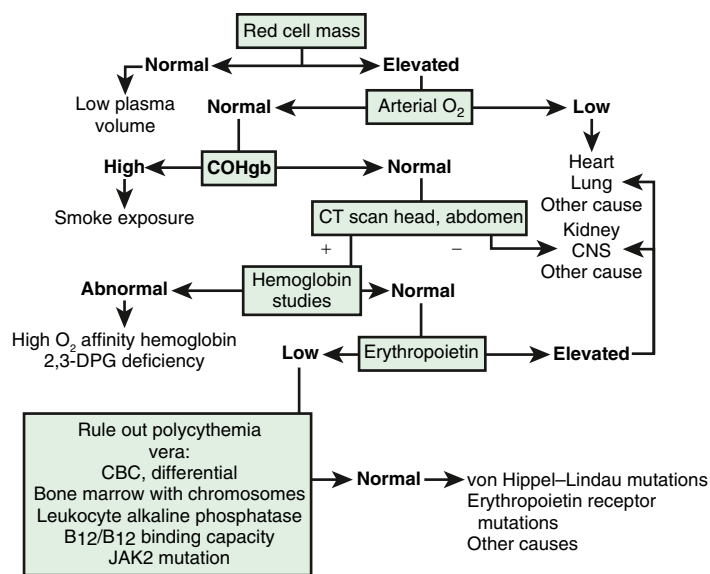 Red cell mass
Normal
Elevated
Low plasma
volume
Normal
Arterial O₂
Low
High
COHgb
Normal
Heart
Lung
Other cause
Smoke exposure
CT scan head, abdomen
Kidney
CNS
Other cause
+
–
Abnormal
Hemoglobin
studies
Normal
High O₂ affinity hemoglobin
2,3-DPG deficiency
Low
Erythropoietin
Elevated
Rule out polycythemia
vera:
CBC, differential
Bone marrow with chromosomes
Leukocyte alkaline phosphatase
B12/B12 binding capacity
JAK2 mutation
Normal
von Hippel–Lindau mutations
Erythropoietin receptor
mutations
Other causes